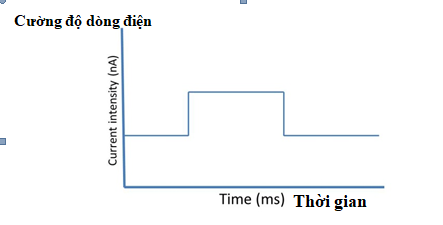 Cường độ dòng điện
Current intensity (nA)
Time (ms) Thời gian